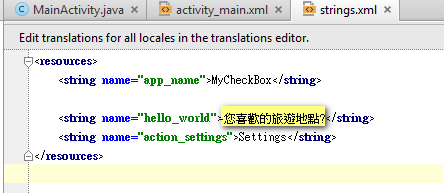 MainActivity.java activity_main.xml strings.xml
Edit translations for all locales in the translations editor.
<resources>
<string name="app_name">MyCheckBox</string>
<string name="hello_world">您喜歡的旅遊地點?</string>
<string name="action_settings">Settings</string>
</resources>